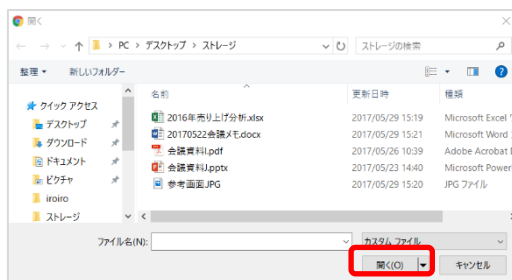 開く
PC > デスクトップ > ストレージ
ストレージの検索
整理 新しいフォルダー
名前 更新日時 種類
クイック アクセス
デスクトップ
ダウンロード
ドキュメント
ピクチャ
iroiro
ストレージ
2016年売り上げ分析.xlsx 2017/05/29 15:19 Microsoft Excel
20170522会議メモ.docx 2017/05/29 15:21 Microsoft Word
会議資料I.pdf 2017/05/26 10:39 Adobe Acrobat
会議資料J.pptx 2017/05/23 14:40 Microsoft Power
参考画面.JPG 2017/05/29 15:20 JPG ファイル
ファイル名(N): カスタム ファイル
開く(O) キャンセル